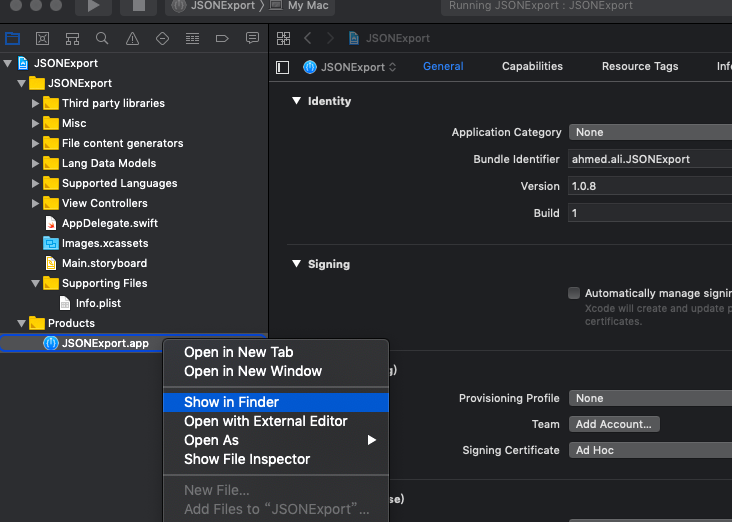 JSONExport
My Mac
Running JSONExport : JSONExport
JSONExport
JSONExport
Third party libraries
Misc
File content generators
Lang Data Models
Supported Languages
View Controllers
AppDelegate.swift
Images.xcassets
Main.storyboard
Supporting Files
Info.plist
Products
JSONExport.app
JSONExport
JSONExport
General
Capabilities
Resource Tags
Inf
Identity
Application Category
None
Bundle Identifier
ahmed.ali.JSONExport
Version
1.0.8
Build
1
Signing
Automatically manage signin
Xcode will create and update p
certificates.
g)
Provisioning Profile
None
Team
Add Account...
Signing Certificate
Ad Hoc
se)
Open in New Tab
Open in New Window
Show in Finder
Open with External Editor
Open As
Show File Inspector
New File...
Add Files to “JSONExport”...